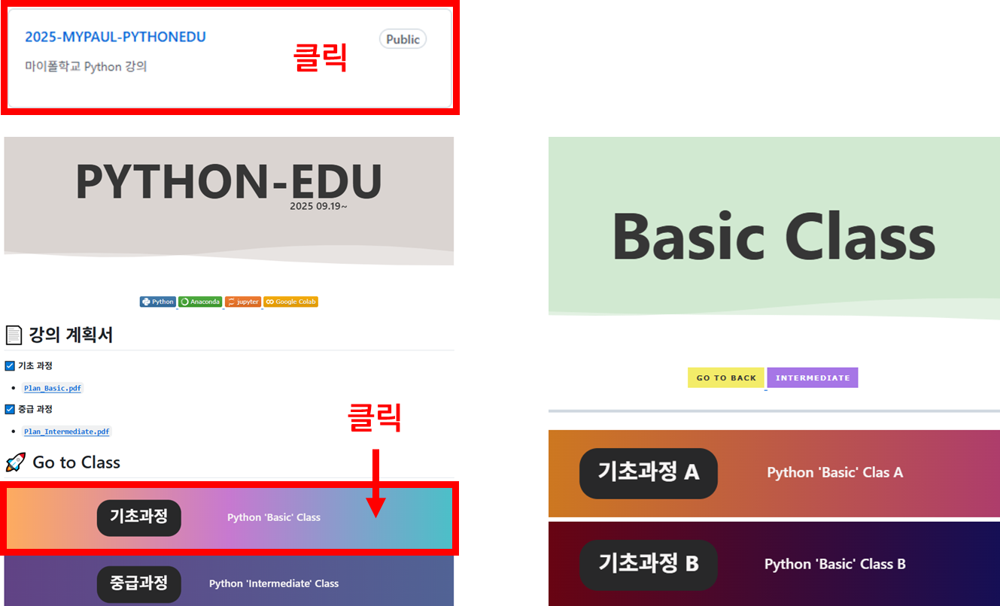 2025-MYPAUL-PYTHONEDU
Public
마이폴학교 Python 강의
클릭
PYTHON-EDU
2025 09.19~
Python
Anaconda
jupyter
Google Colab
강의 계획서
기초 과정
Plan_Basic.pdf
중급 과정
Plan_Intermediate.pdf
클릭
Go to Class
기초과정
Python 'Basic' Class
중급과정
Python 'Intermediate' Class
Basic Class
GO TO BACK
INTERMEDIATE
기초과정 A
Python 'Basic' Clas A
기초과정 B
Python 'Basic' Class B